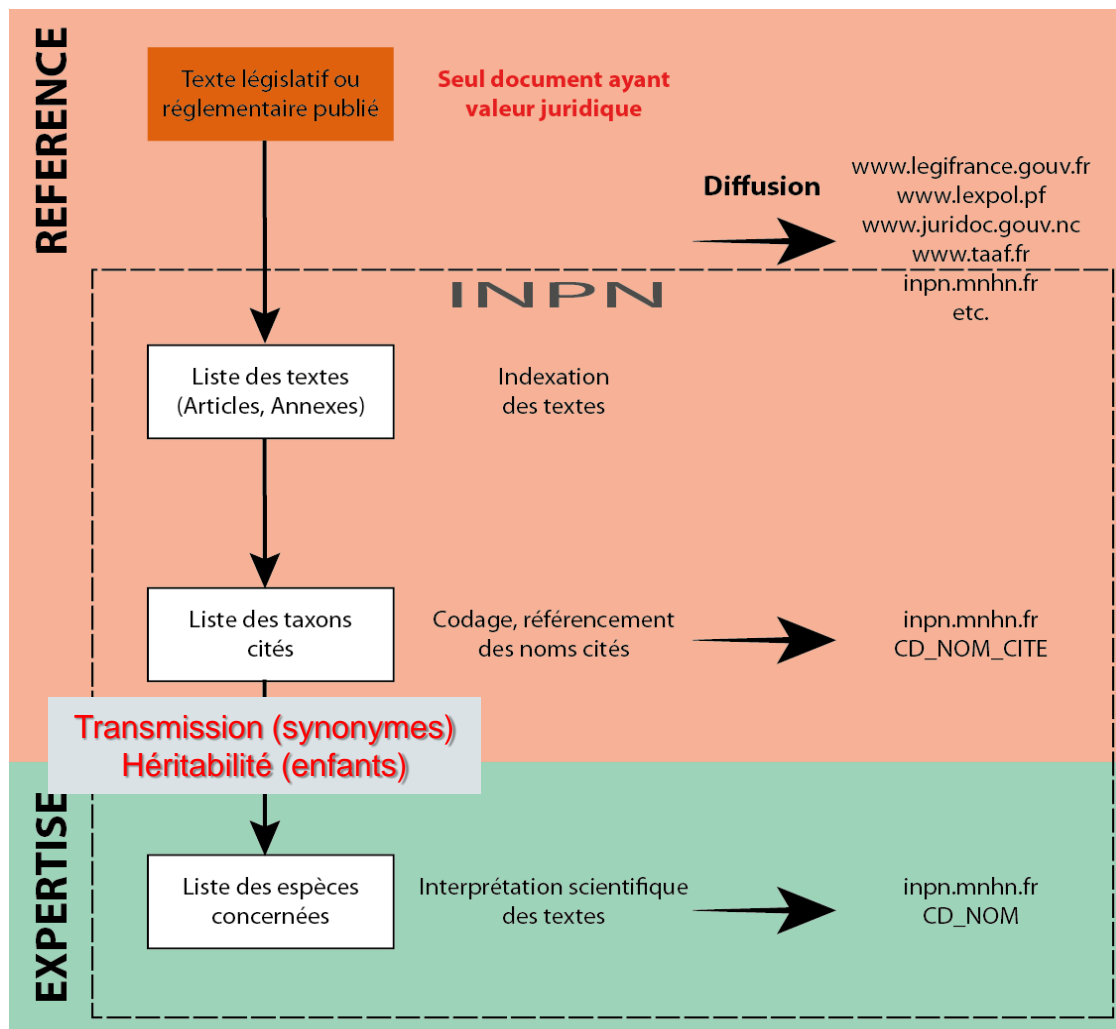 REFERENCE
Texte législatif ou
réglementaire publié
Seul document ayant
valeur juridique
Diffusion
www.legifrance.gouv.fr
www.lexpol.pf
www.juridoc.gouv.nc
www.taaf.fr
inpn.mnhn.fr
etc.
INPN
Liste des textes
(Articles, Annexes)
Indexation
des textes
Liste des taxons
cités
Codage, référencement
des noms cités
inpn.mnhn.fr
CD_NOM_CITE
Transmission (synonymes)
Héritabilité (enfants)
EXPERTISE
Liste des espèces
concernées
Interprétation scientifique
des textes
inpn.mnhn.fr
CD_NOM